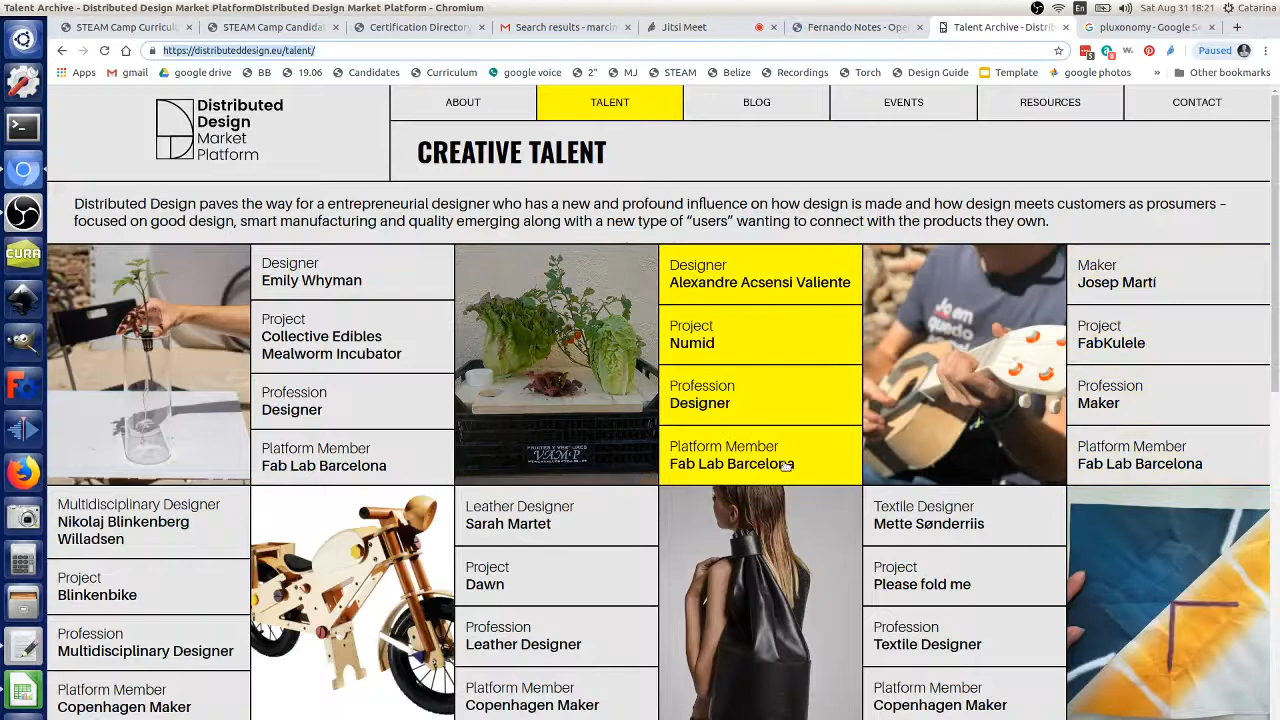 Talent Archive - Distributed Design Market PlatformDistributed Design Market Platform - Chromium
En
Sat Aug 31 18:21
Catarina
STEAM Camp Curricul
STEAM Camp Candidat
Certification Directory
Search results - marcin
Jitsi Meet
Fernando Notes - Open
Talent Archive - Distri
pluxonomy - Google Se
https://distributeddesign.eu/talent/
Paused
Apps
gmail
google drive
BB
19.06
Candidates
Curriculum
google voice
2"
MJ
STEAM
Belize
Recordings
Torch
Design Guide
Template
google photos
»
Other bookmarks
Distributed
Design
Market
Platform
ABOUT
TALENT
BLOG
EVENTS
RESOURCES
CONTACT
CREATIVE TALENT
Distributed Design paves the way for a entrepreneurial designer who has a new and profound influence on how design is made and how design meets customers as prosumers –
focused on good design, smart manufacturing and quality emerging along with a new type of “user” wanting to connect with the products they own.
Designer
Emily Whyman
Project
Collective Edibles
Mealworm Incubator
Profession
Designer
Platform Member
Fab Lab Barcelona
VAMP
Designer
Alexandre Acsensi Valiente
Project
Numid
Profession
Designer
Platform Member
Fab Lab Barcelona
Maker
Josep Martí
Project
FabKulele
Profession
Maker
Platform Member
Fab Lab Barcelona
Multidisciplinary Designer
Nikolaj Blinkenberg
Willadsen
Project
Blinkenbike
Profession
Multidisciplinary Designer
Platform Member
Copenhagen Maker
Leather Designer
Sarah Martet
Project
Dawn
Profession
Leather Designer
Platform Member
Copenhagen Maker
Textile Designer
Mette Sønderriis
Project
Please fold me
Profession
Textile Designer
Platform Member
Copenhagen Maker
CURA